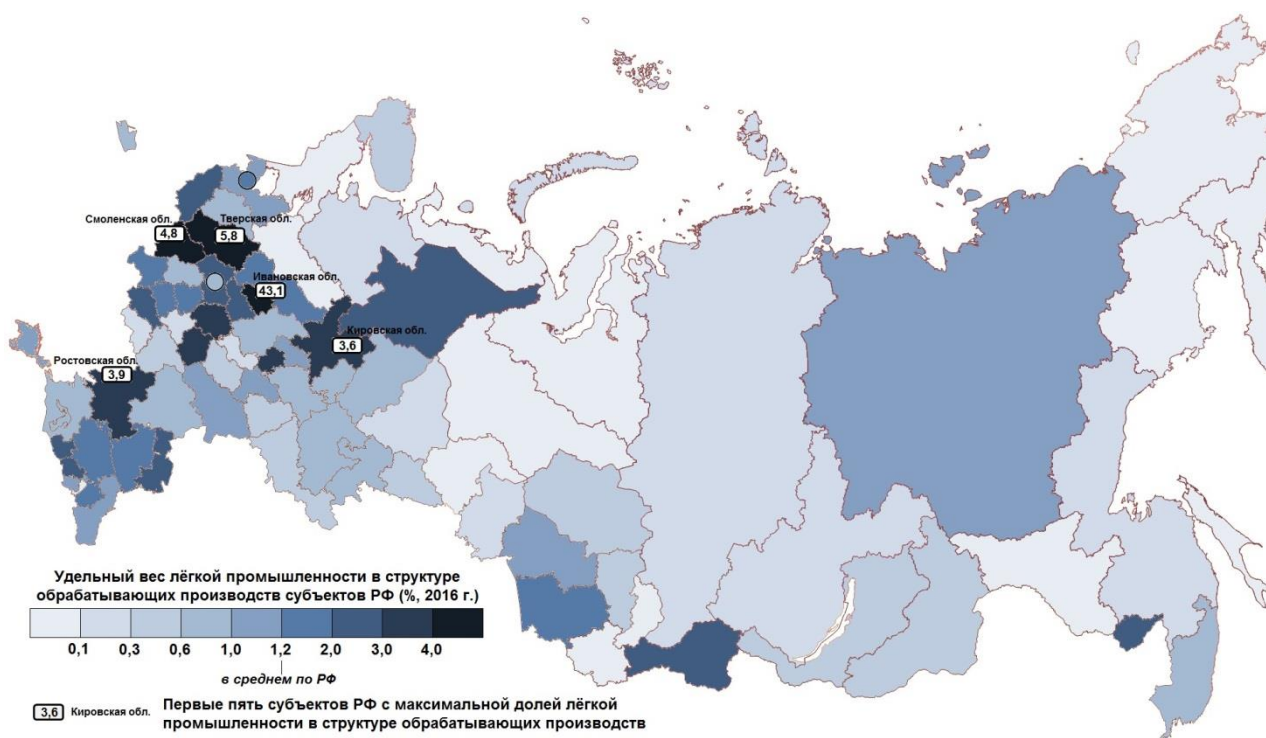 Смоленская обл.
4,8
Тверская обл.
5,8
Ивановская обл.
43,1
Кировская обл.
3,6
Ростовская обл.
3,9
Удельный вес лёгкой промышленности в структуре
обрабатывающих производств субъектов РФ (%, 2016 г.)
0,1 0,3 0,6 1,0 1,2 2,0 3,0 4,0
в среднем по РФ
3,6 Кировская обл. Первые пять субъектов РФ с максимальной долей лёгкой
промышленности в структуре обрабатывающих производств